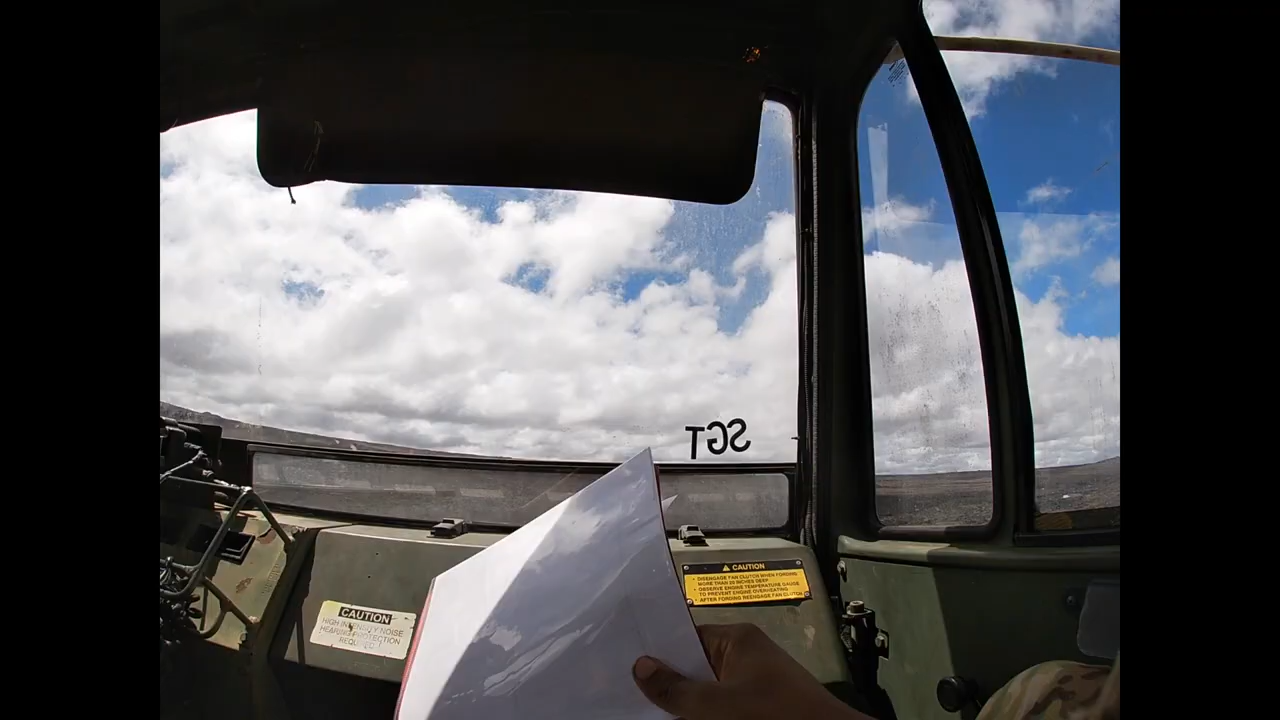 SGT
CAUTION
• DISENGAGE FAN CLUTCH WHEN FORDING
MORE THAN 20 INCHES DEEP
• OBSERVE ENGINE TEMPERATURE GAUGE
TO PREVENT ENGINE OVERHEATING
• AFTER FORDING REENGAGE FAN CLUTCH
CAUTION
HIGH INTENSITY NOISE
HEARING PROTECTION
REQUIRED